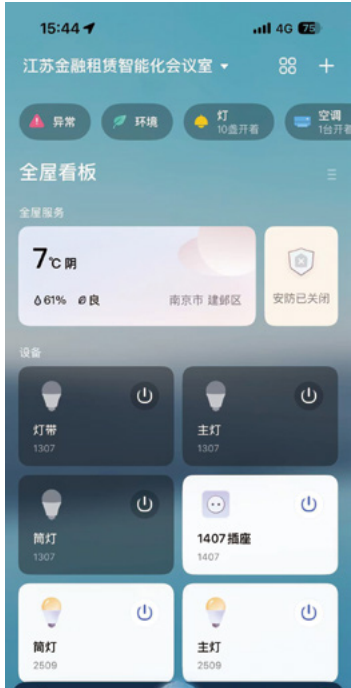 15:44
4G 75
江苏金融租赁智能化会议室
异常
环境
灯
10盏开着
空调
1台开着
全屋看板
全屋服务
7℃ 阴
61% 良
南京市 建邺区
安防已关闭
设备
灯带
1307
主灯
1307
筒灯
1307
1407插座
1407
筒灯
2509
主灯
2509